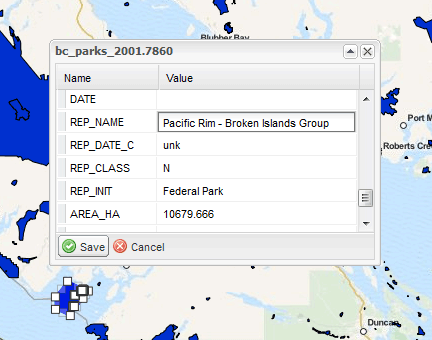 Blubber Bay
bc_parks_2001.7860
Name Value
DATE
REP_NAME Pacific Rim - Broken Islands Group
REP_DATE_C unk
REP_CLASS N
REP_INIT Federal Park
AREA_HA 10679.666
Save Cancel
Port M
Roberts Cre
Duncan